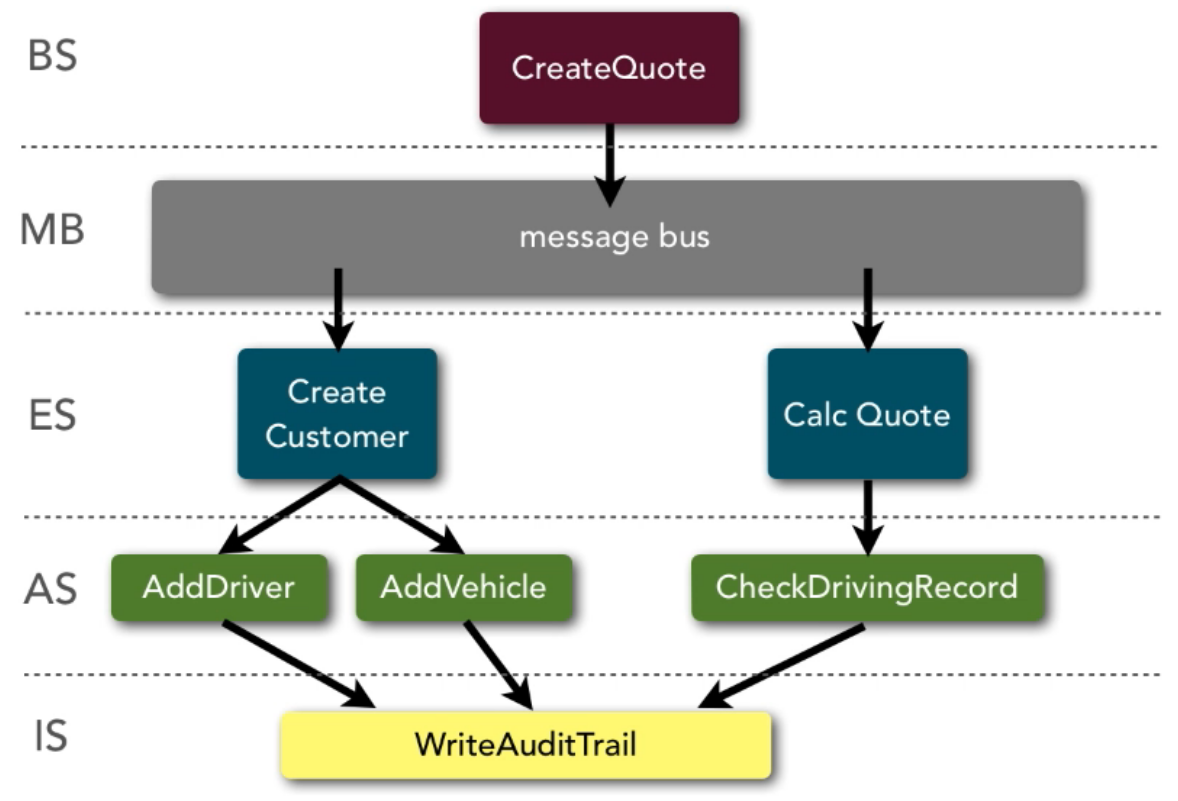 BS
CreateQuote
MB
message bus
ES
Create
Customer
Calc Quote
AS
AddDriver
AddVehicle
CheckDrivingRecord
IS
WriteAuditTrail